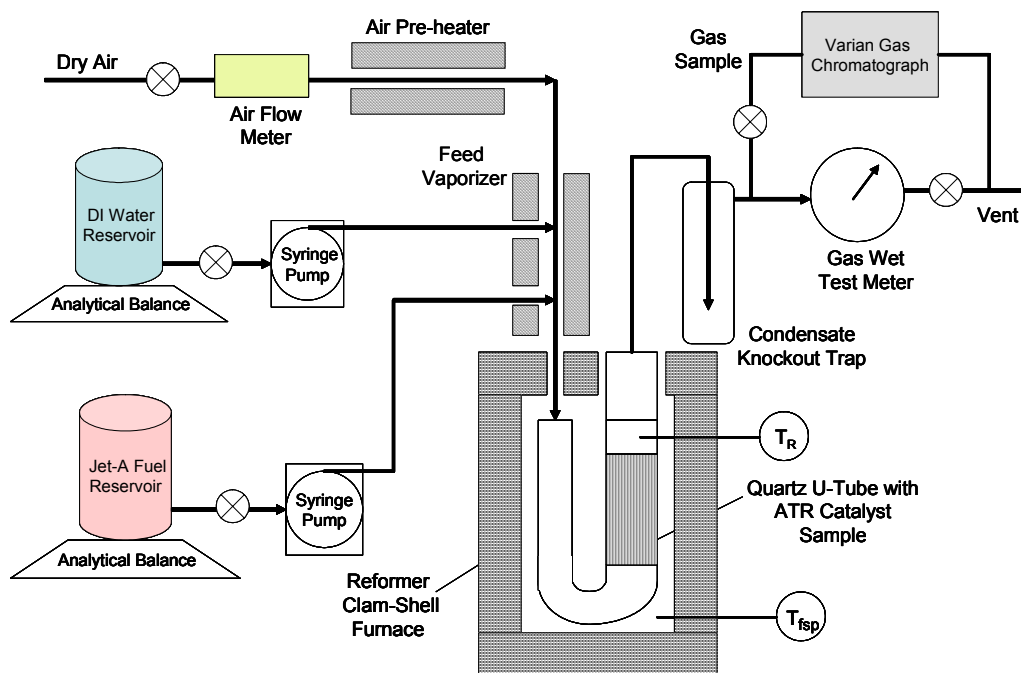 Air Pre-heater
Dry Air
Air Flow
Meter
Gas
Sample
Varian Gas
Chromatograph
Feed
Vaporizer
DI Water
Reservoir
Syringe
Pump
Analytical Balance
Vent
Gas Wet
Test Meter
Condensate
Knockout Trap
Jet-A Fuel
Reservoir
Syringe
Pump
Analytical Balance
TR
Quartz U-Tube with
ATR Catalyst
Sample
Reformer
Clam-Shell
Furnace
Tfsp